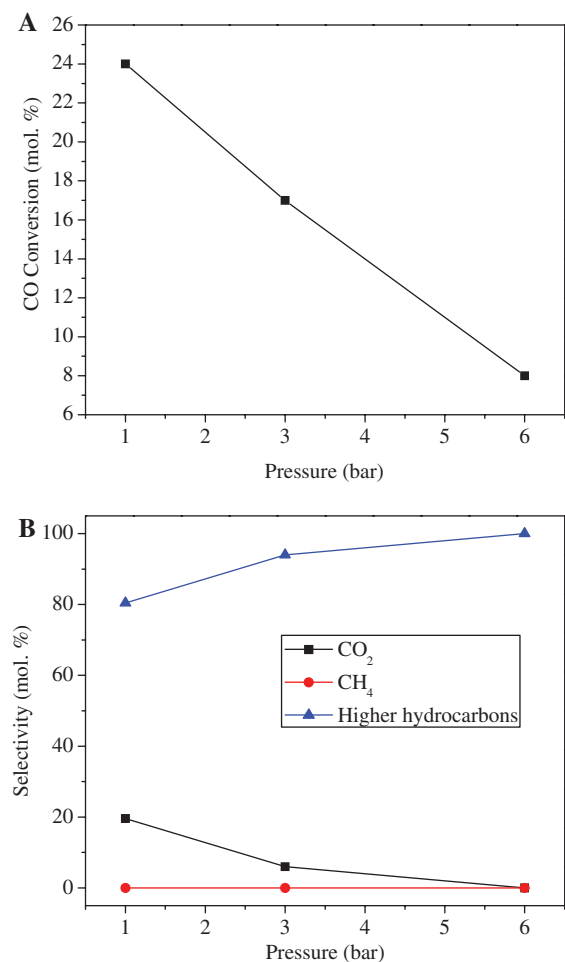 A
26
24
22
20
18
16
14
12
10
8
6
CO Conversion (mol. %)
1 2 3 4 5 6
Pressure (bar)
B
100
80
60
40
20
0
Selectivity (mol. %)
CO₂
CH₄
Higher hydrocarbons
1 2 3 4 5 6
Pressure (bar)